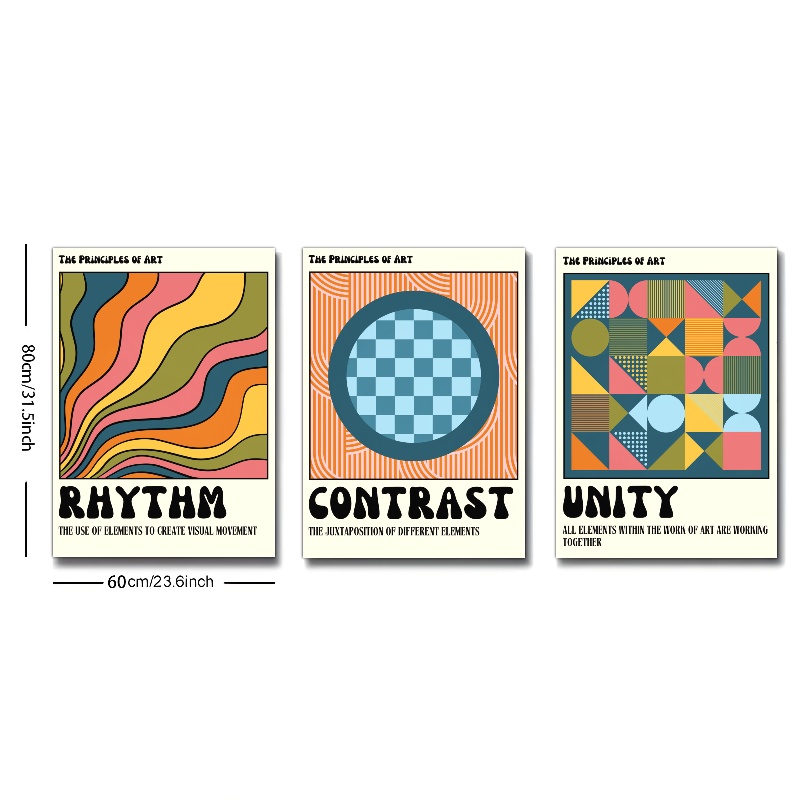 The Principles of Art
RHYTHM
THE USE OF ELEMENTS TO CREATE VISUAL MOVEMENT
The Principles of Art
CONTRAST
THE JUXTAPOSITION OF DIFFERENT ELEMENTS
The Principles of Art
UNITY
ALL ELEMENTS WITHIN THE WORK OF ART ARE WORKING
TOGETHER
80cm/31.5inch
60cm/23.6inch